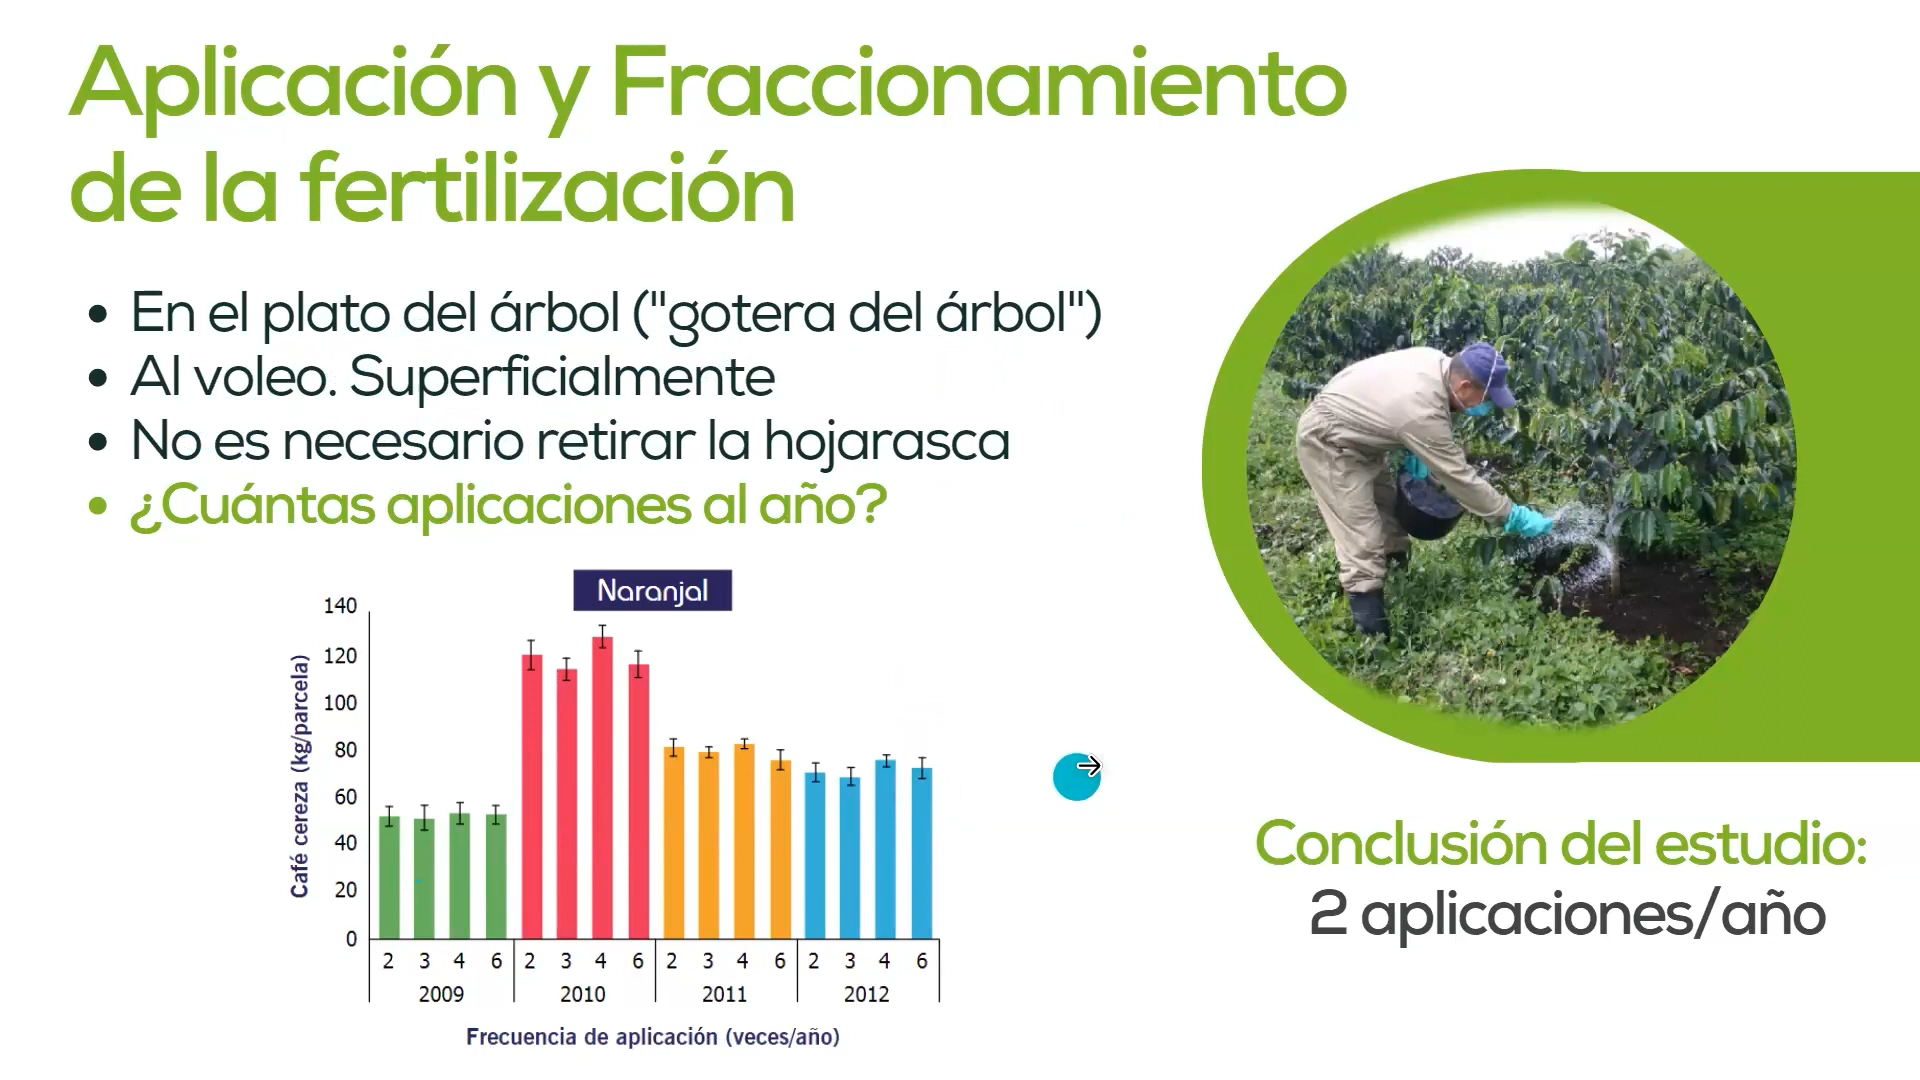 Aplicación y Fraccionamiento
de la fertilización
• En el plato del árbol ("gotera del árbol")
• Al voleo. Superficialmente
• No es necesario retirar la hojarasca
• ¿Cuántas aplicaciones al año?
Naranjal
Café cereza (kg/parcela)
140
120
100
80
60
40
20
0
2 3 4 6 2 3 4 6 2 3 4 6 2 3 4 6
2009 2010 2011 2012
Frecuencia de aplicación (veces/año)
Conclusión del estudio:
2 aplicaciones/año